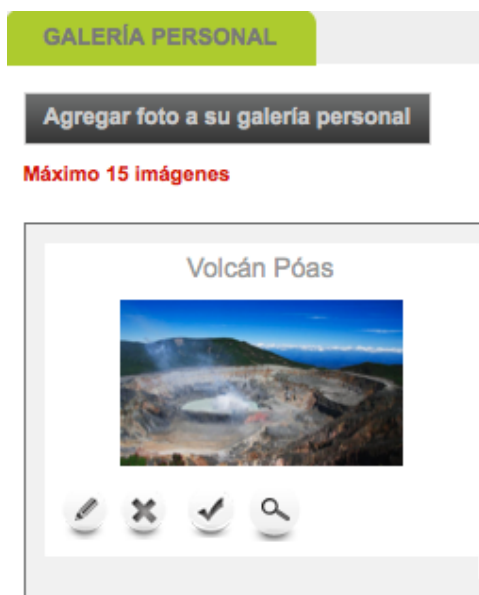 GALERÍA PERSONAL
Agregar foto a su galería personal
Máximo 15 imágenes
Volcán Póas